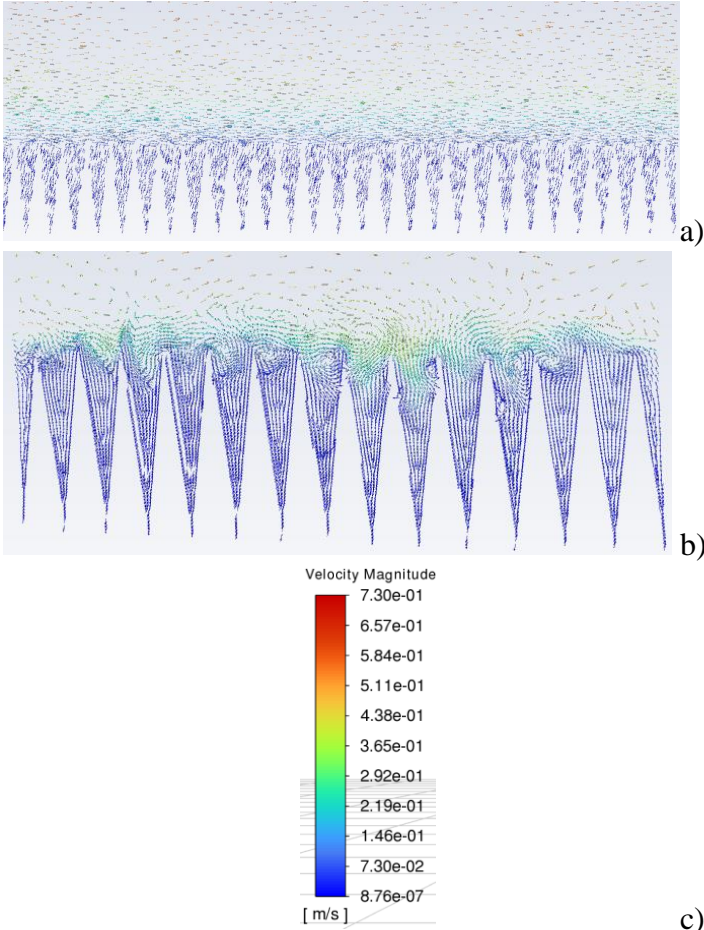 a)
b)
Velocity Magnitude
7.30e-01
6.57e-01
5.84e-01
5.11e-01
4.38e-01
3.65e-01
2.92e-01
2.19e-01
1.46e-01
7.30e-02
8.76e-07
[ m/s ]
c)